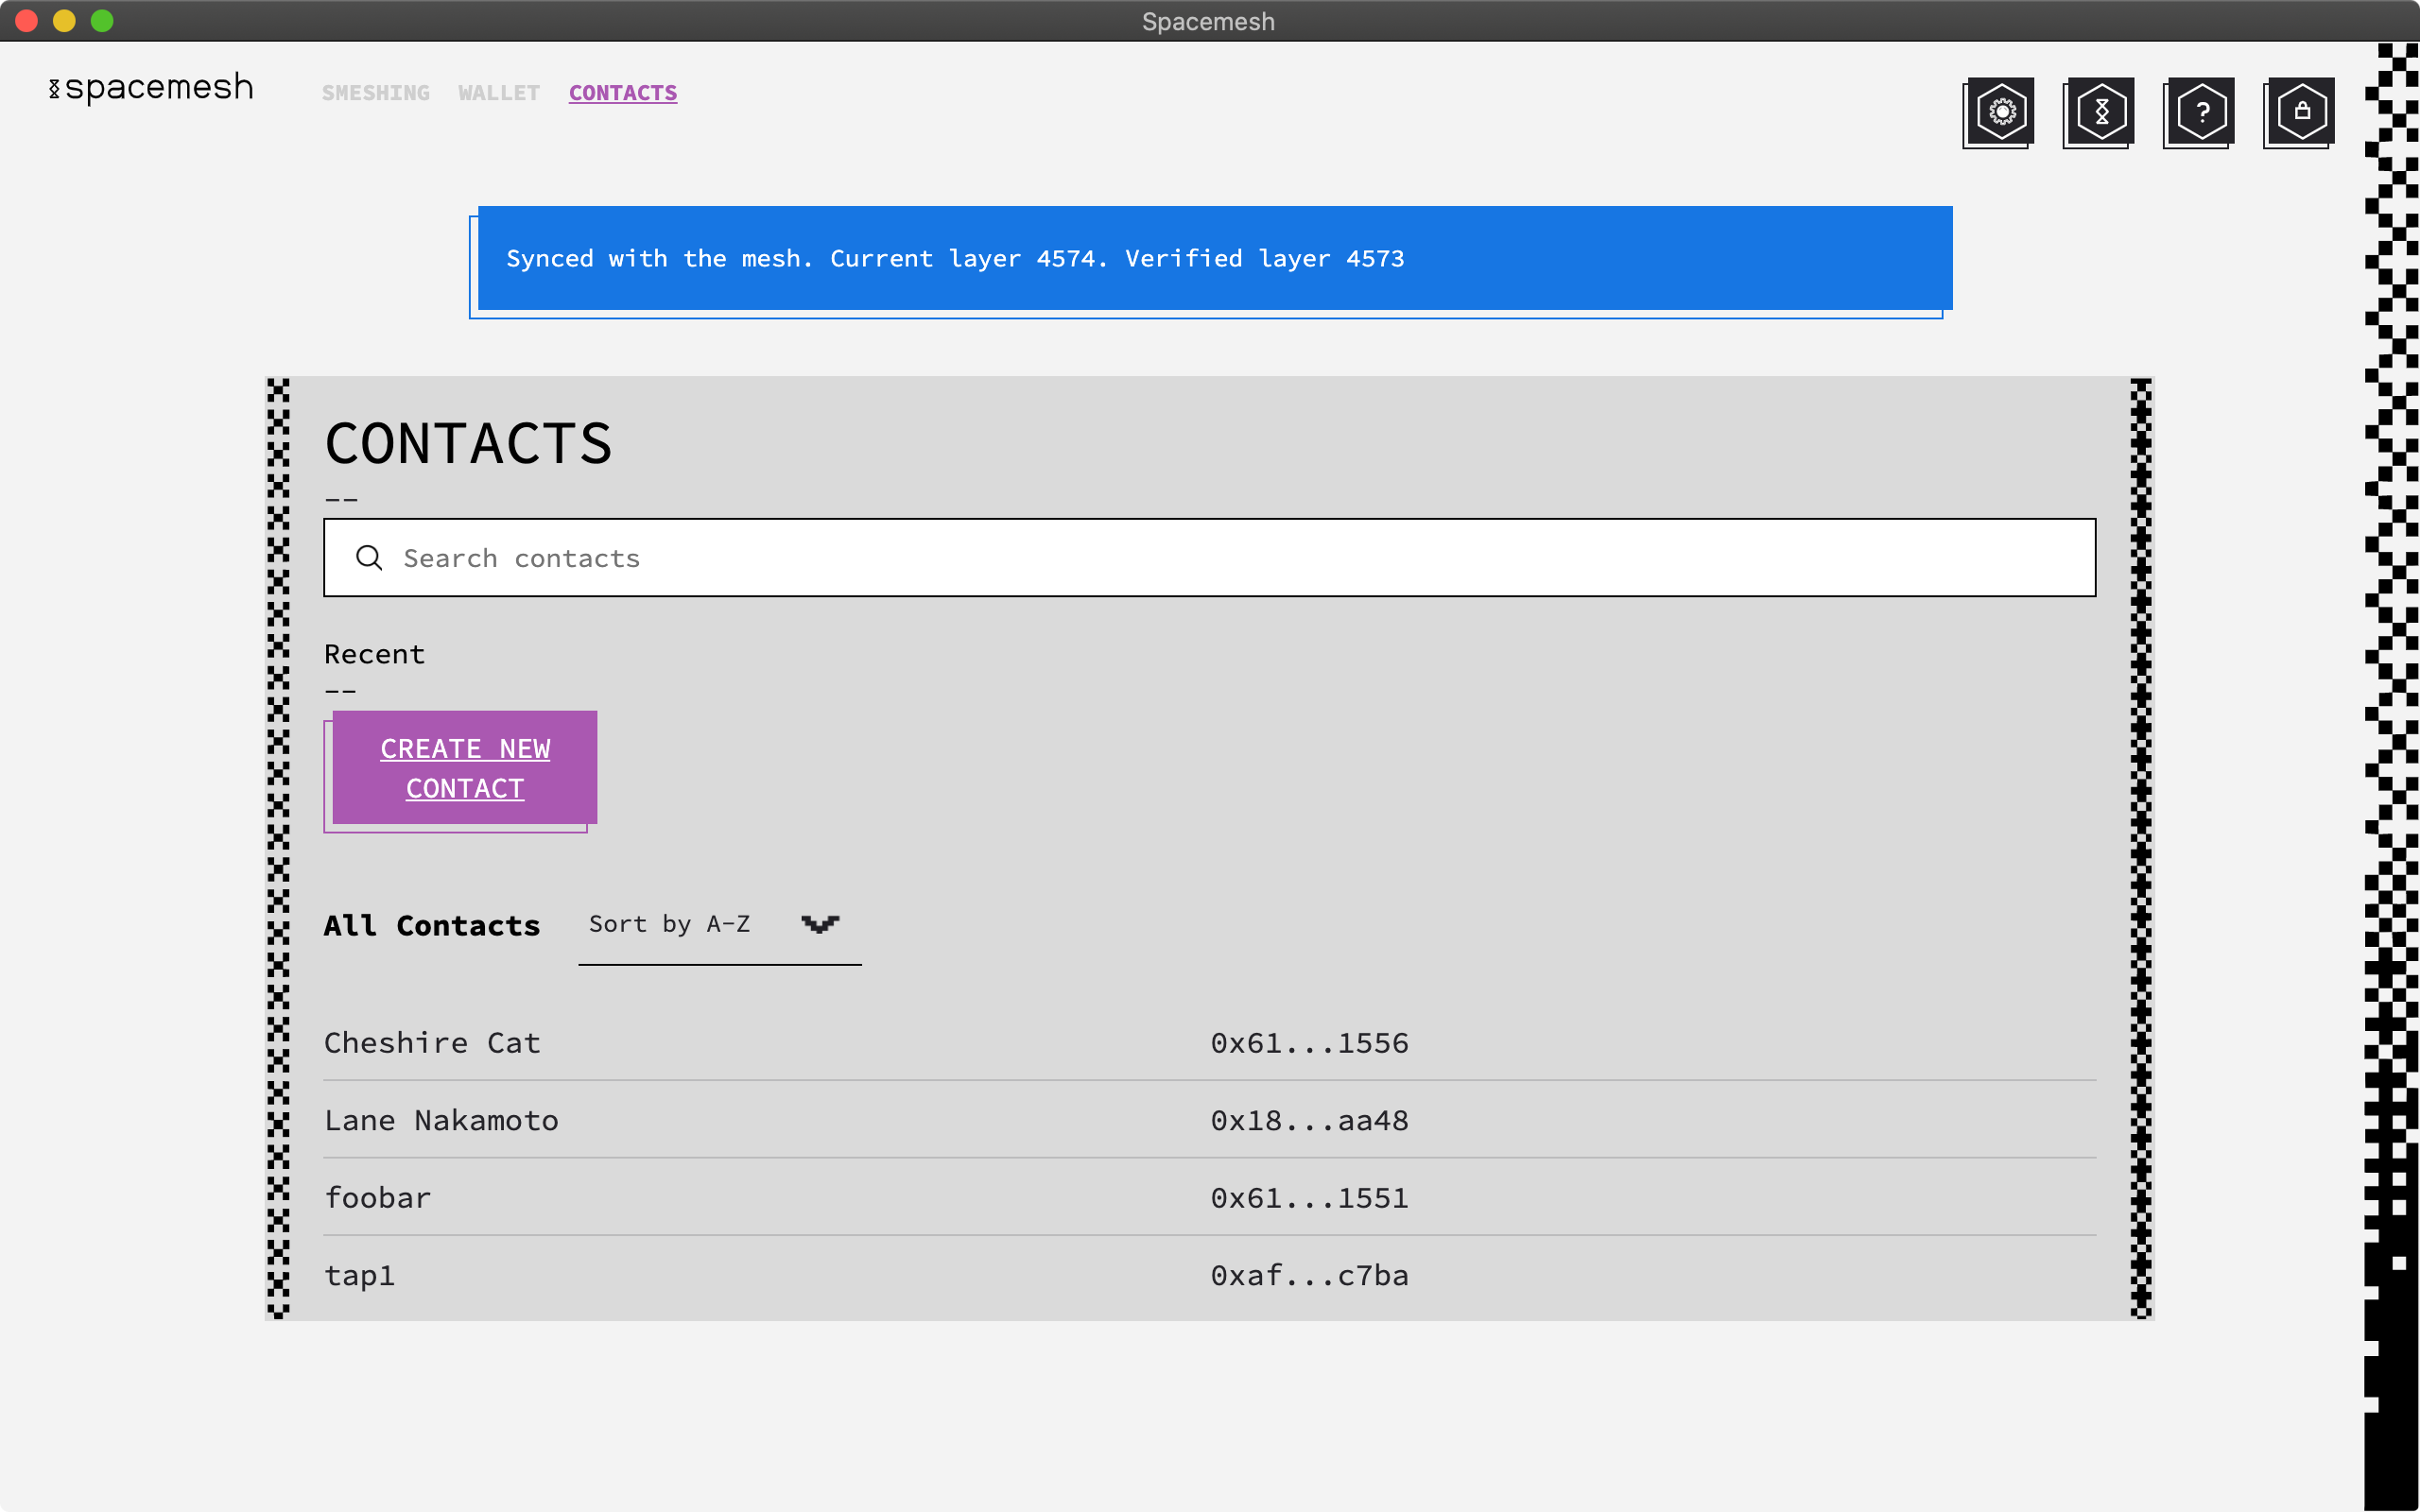 Spacemesh
spacemesh
SMESHING WALLET CONTACTS
?
Synced with the mesh. Current layer 4574. Verified layer 4573
CONTACTS
--
Search contacts
Recent
--
CREATE NEW
CONTACT
All Contacts Sort by A-Z
Cheshire Cat 0x61...1556
Lane Nakamoto 0x18...aa48
foobar 0x61...1551
tap1 0xaf...c7ba